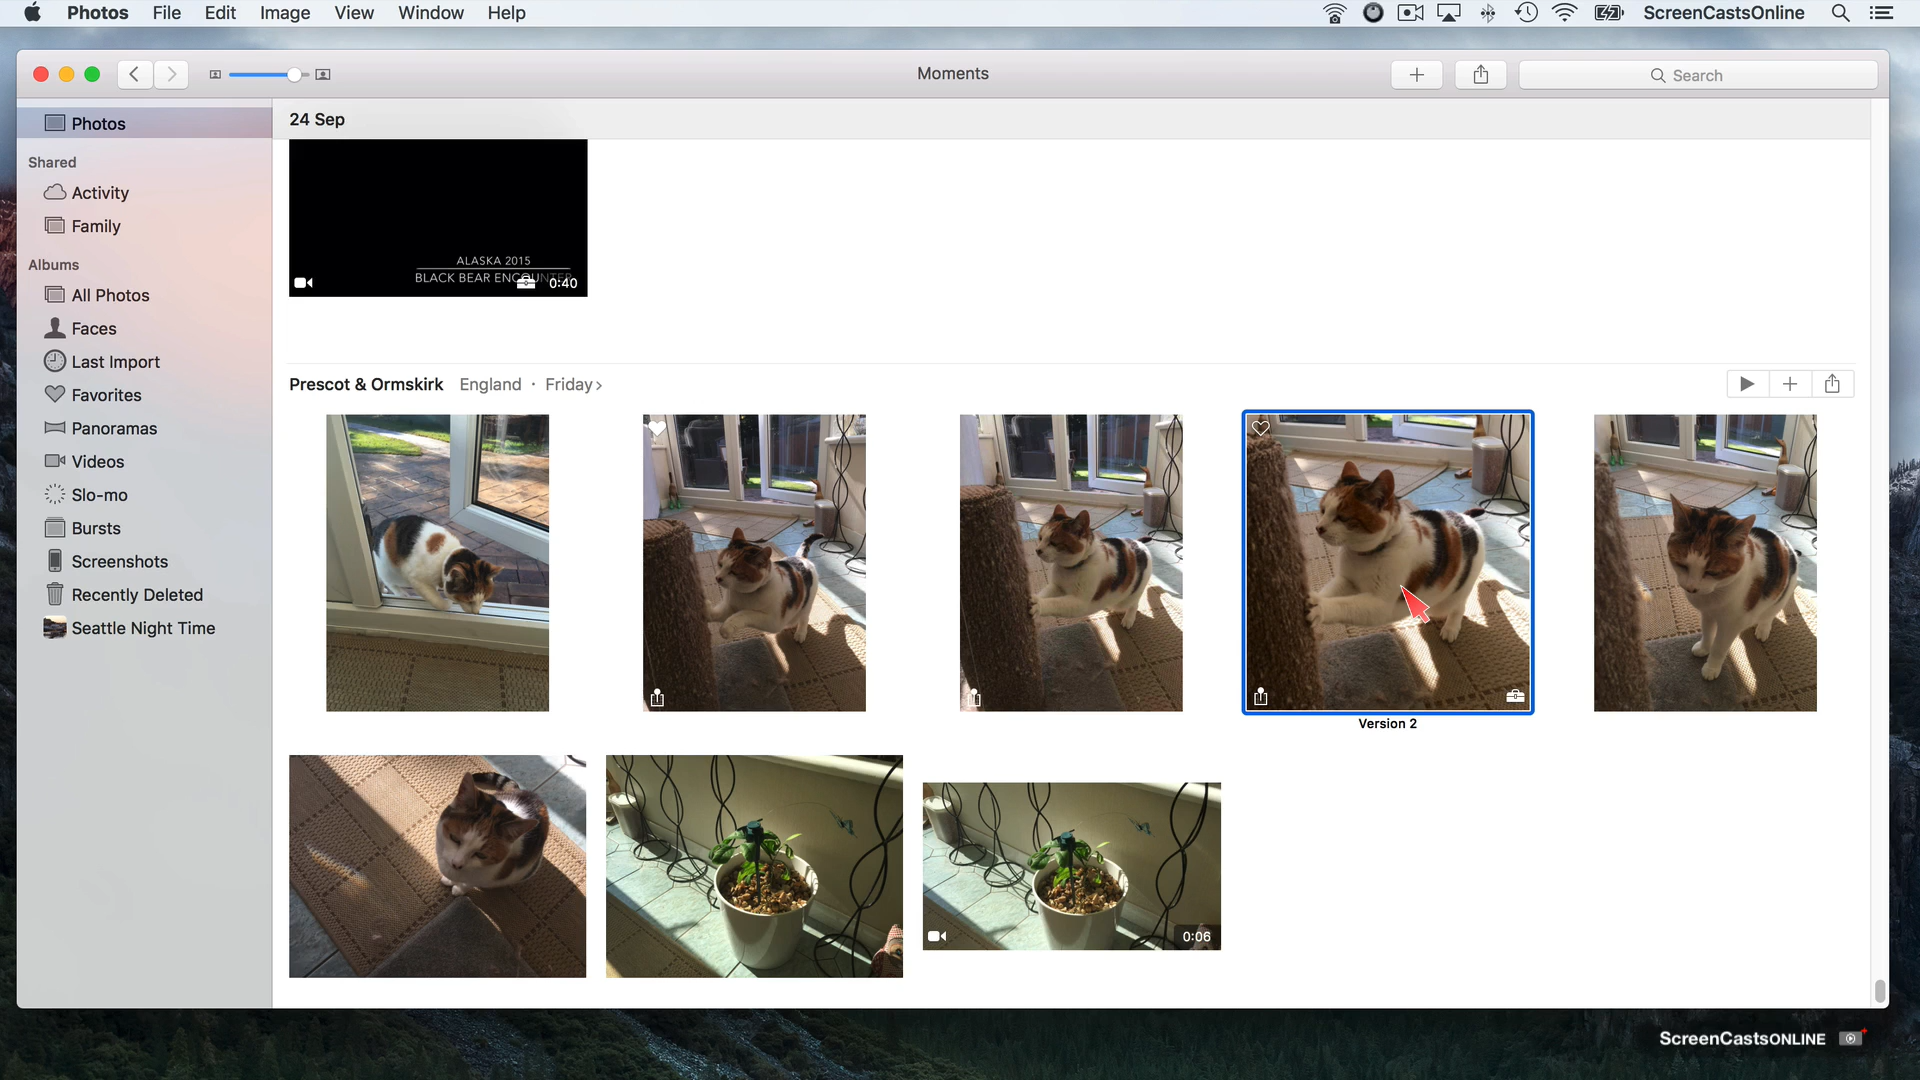 Photos File Edit Image View Window Help ScreenCastsOnline
Moments
Search
Photos
24 Sep
Shared
Activity
Family
Albums
All Photos
Faces
Last Import
Favorites
Panoramas
Videos
Slo-mo
Bursts
Screenshots
Recently Deleted
Seattle Night Time
ALASKA 2015
BLACK BEAR ENCOUNTER
0:40
Prescot & Ormskirk England · Friday
Version 2
0:06
ScreenCastsONLINE